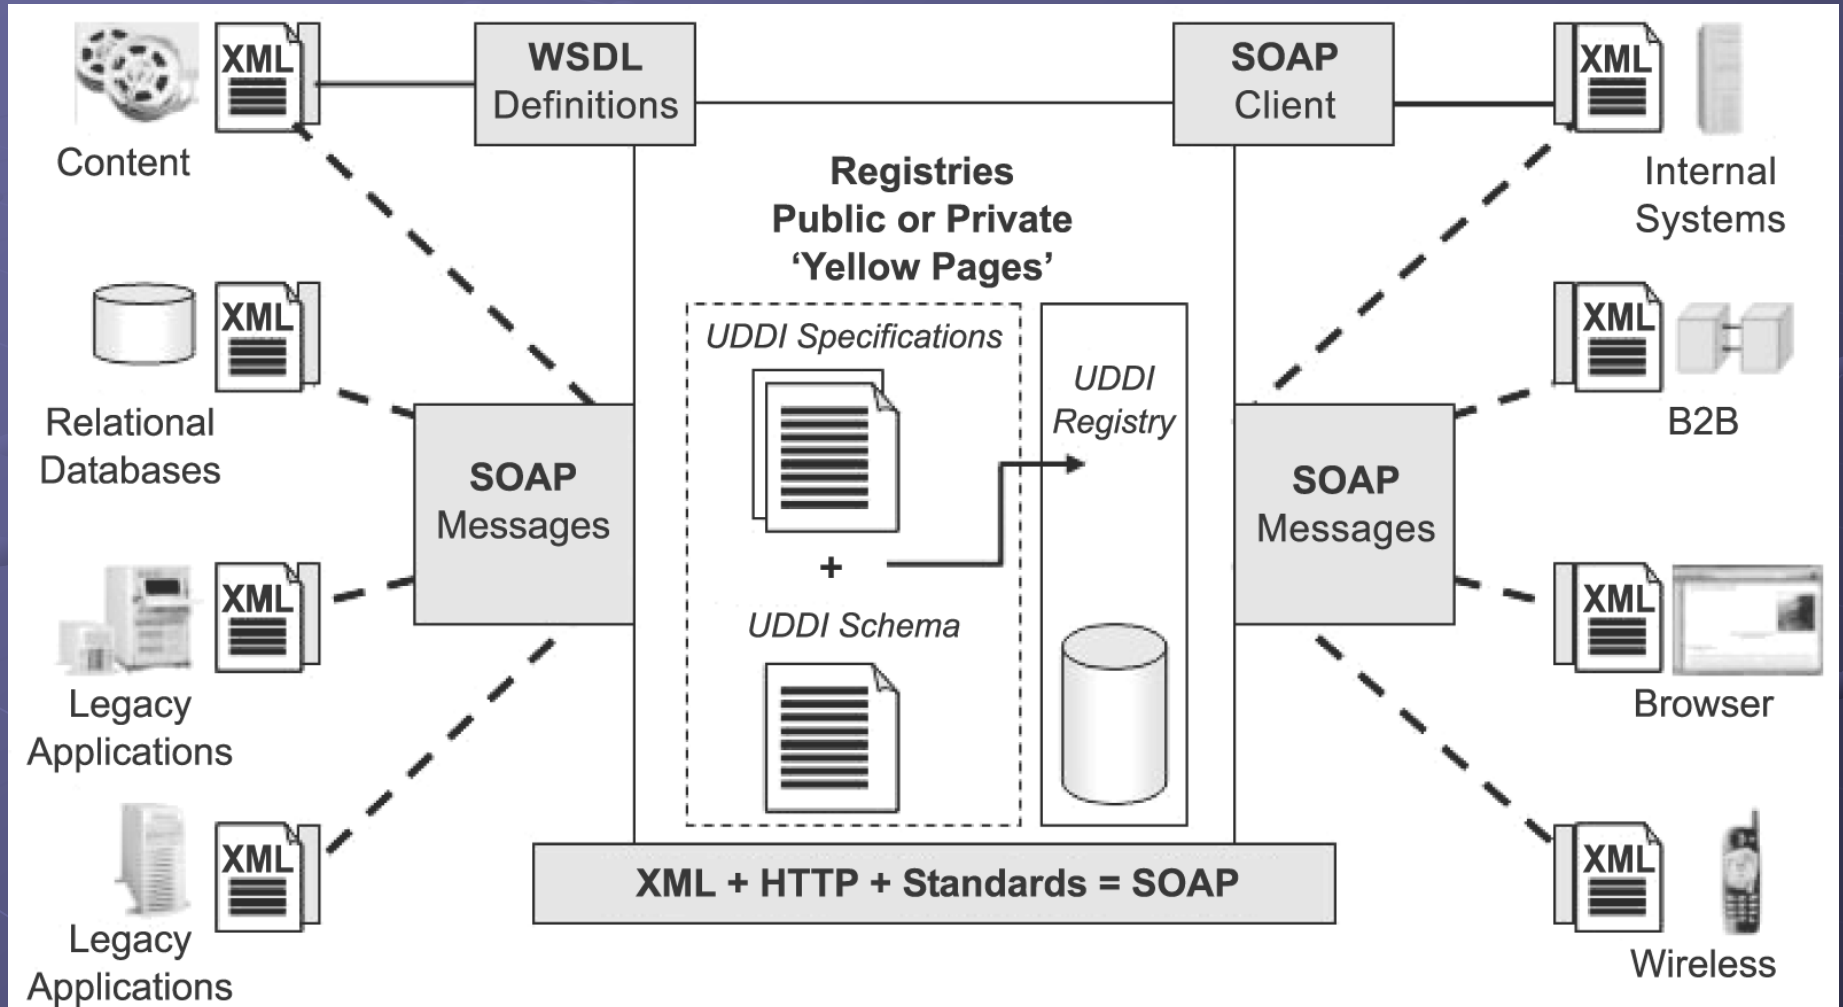 XML
Content
WSDL
Definitions
SOAP
Client
XML
Internal
Systems
Registries
Public or Private
‘Yellow Pages’
XML
Relational
Databases
UDDI Specifications
UDDI
Registry
XML
B2B
SOAP
Messages
SOAP
Messages
+
UDDI Schema
XML
Legacy
Applications
XML
Browser
XML
Legacy
Applications
XML + HTTP + Standards = SOAP
XML
Wireless